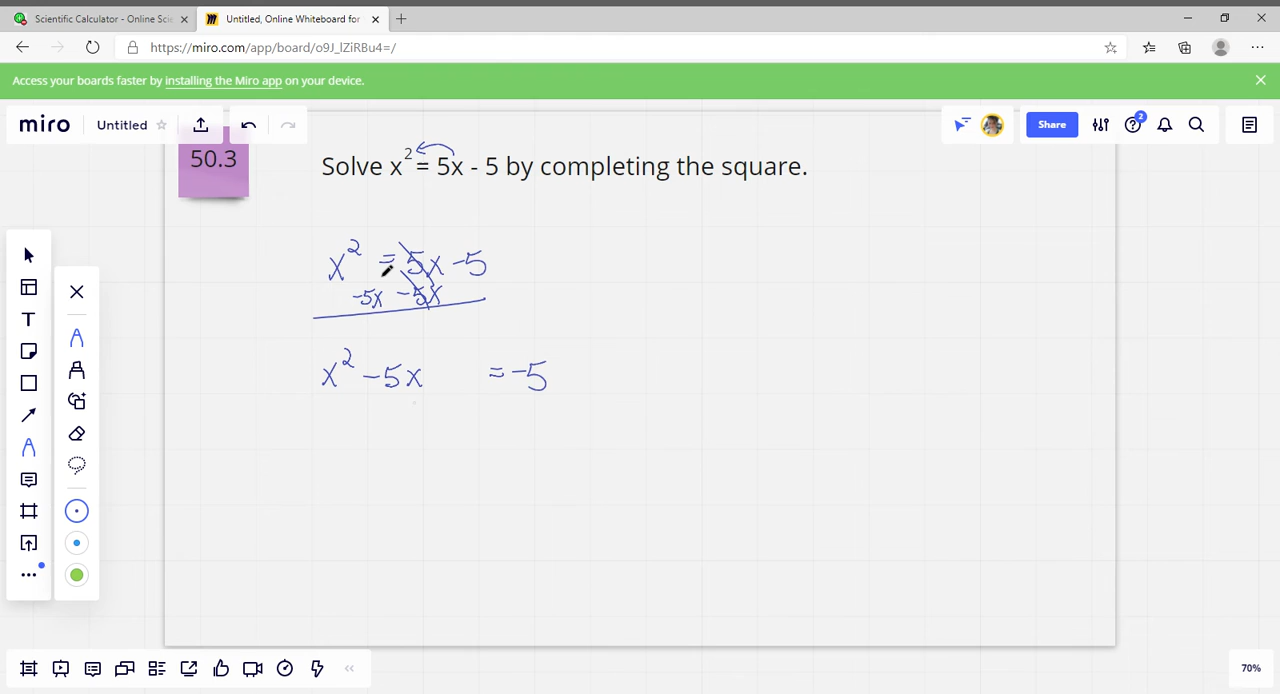 Scientific Calculator - Online Scie
Untitled, Online Whiteboard for
https://miro.com/app/board/o9J_lZiRBu4=/
Access your boards faster by installing the Miro app on your device.
miro Untitled
Share
2
50.3
Solve x² = 5x - 5 by completing the square.
x² = 5x - 5
-5x -5x
x² - 5x = -5
70%